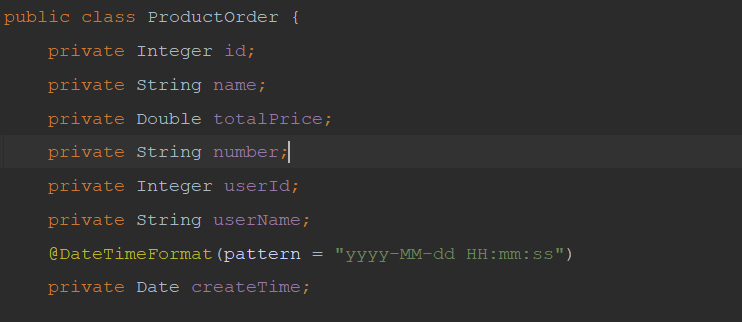 public class ProductOrder {
    private Integer id;
    private String name;
    private Double totalPrice;
    private String number;
    private Integer userId;
    private String userName;
    @DateTimeFormat(pattern = "yyyy-MM-dd HH:mm:ss")
    private Date createTime;